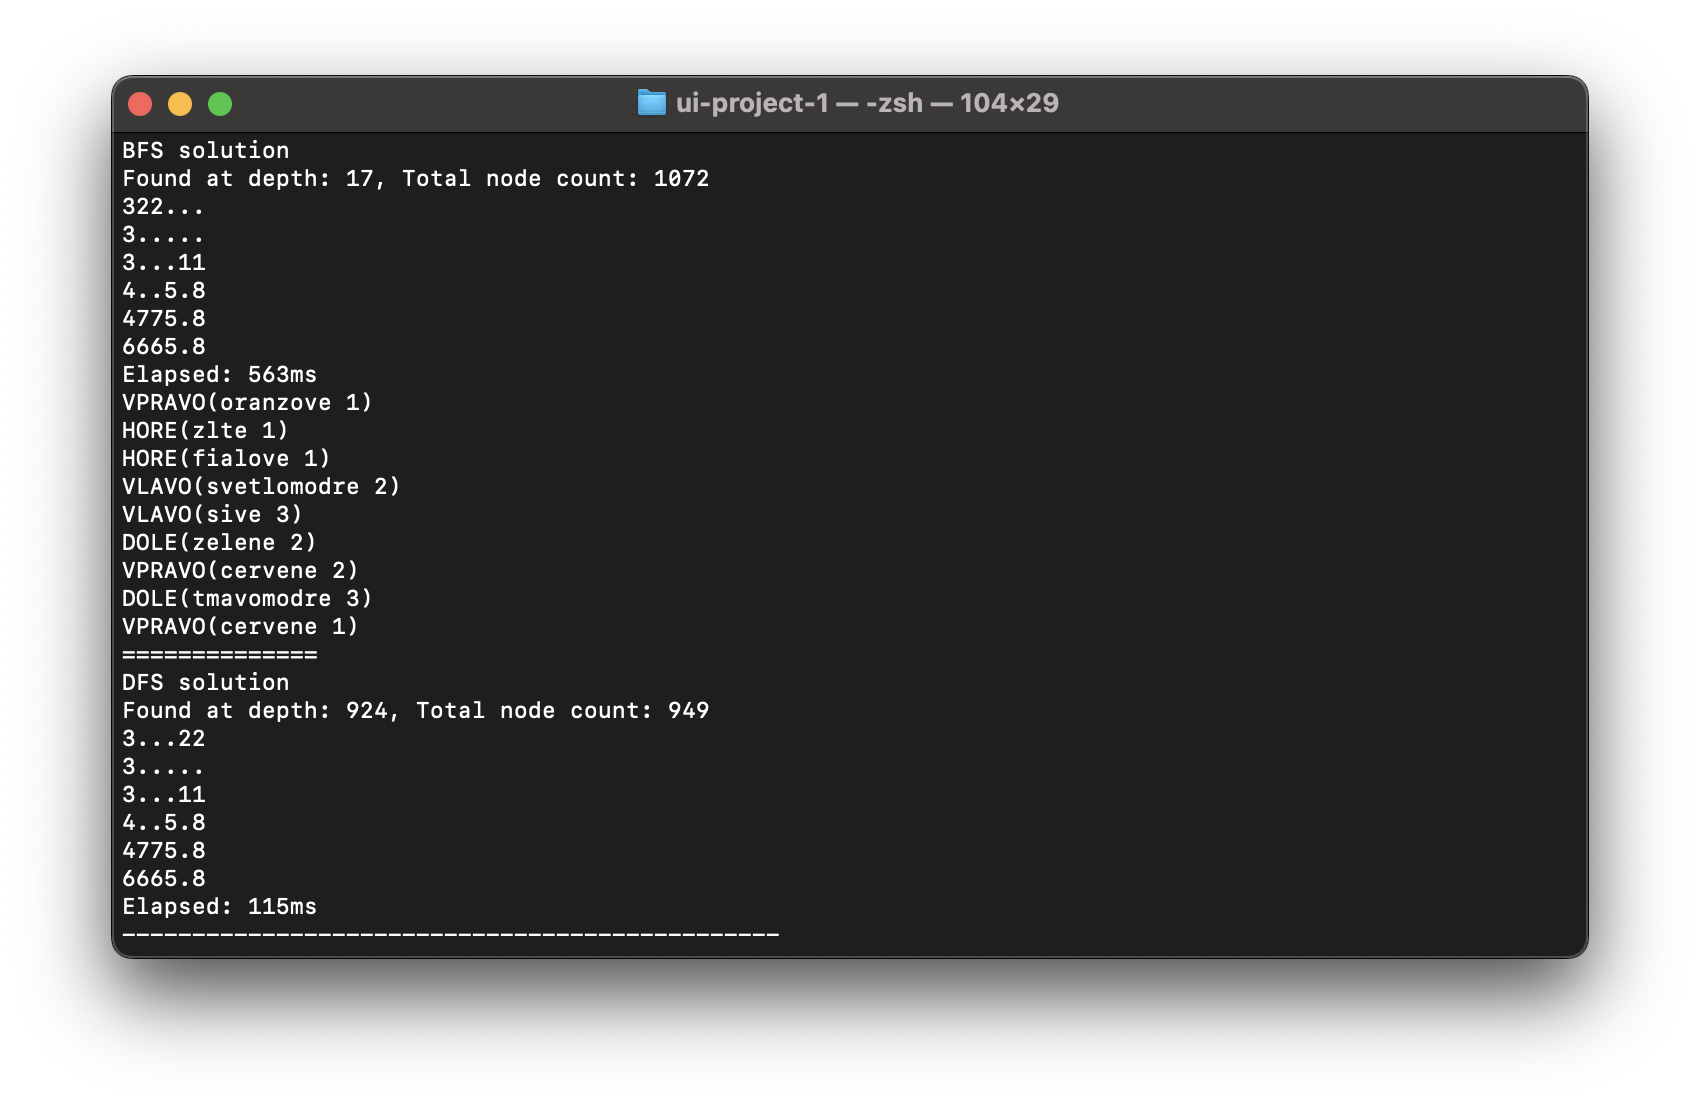 ui-project-1 — -zsh — 104×29
BFS solution
Found at depth: 17, Total node count: 1072
322...
3.....
3...11
4..5.8
4775.8
6665.8
Elapsed: 563ms
VPRAVO(oranzove 1)
HORE(zlte 1)
HORE(fialove 1)
VLAVO(svetlomodre 2)
VLAVO(sive 3)
DOLE(zelene 2)
VPRAVO(cervene 2)
DOLE(tmavomodre 3)
VPRAVO(cervene 1)
==============
DFS solution
Found at depth: 924, Total node count: 949
3...22
3.....
3...11
4..5.8
4775.8
6665.8
Elapsed: 115ms
-----------------------------------------------